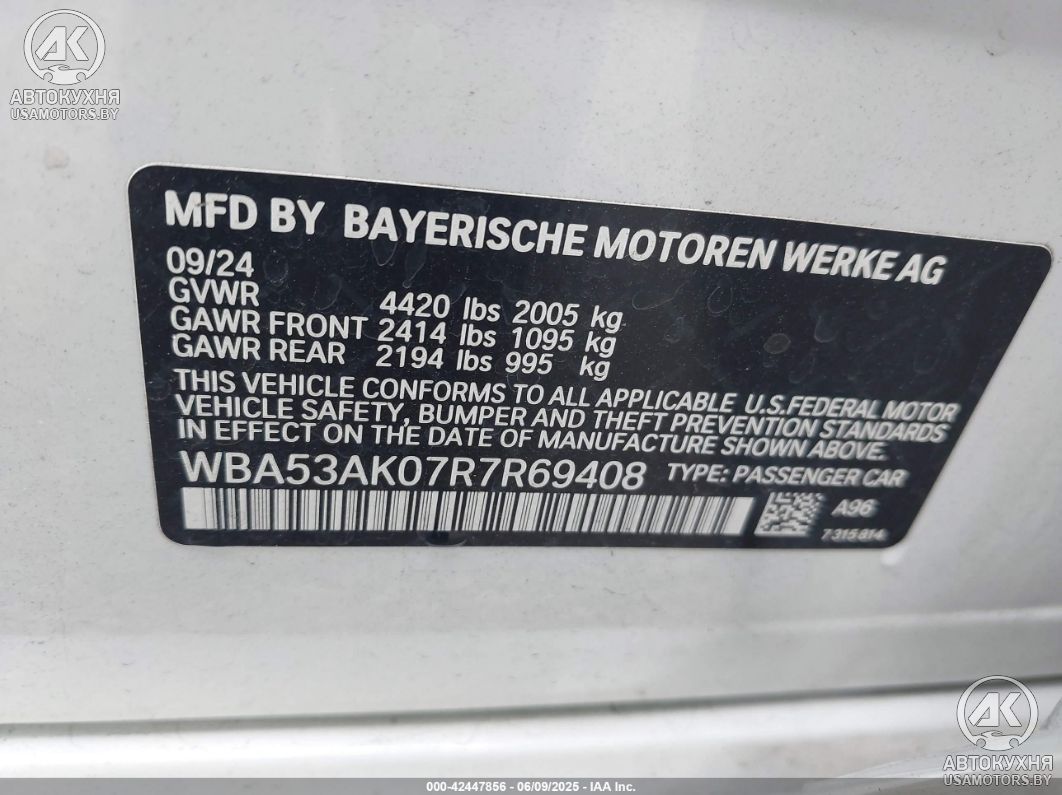 AK
АВТОКУХНЯ
USAMOTORS.BY
MFD BY BAYERISCHE MOTOREN WERKE AG
09/24
GVWR 4420 lbs 2005 kg
GAWR FRONT 2414 lbs 1095 kg
GAWR REAR 2194 lbs 995 kg
THIS VEHICLE CONFORMS TO ALL APPLICABLE U.S.FEDERAL MOTOR
VEHICLE SAFETY, BUMPER AND THEFT PREVENTION STANDARDS
IN EFFECT ON THE DATE OF MANUFACTURE SHOWN ABOVE.
WBA53AK07R7R69408 TYPE: PASSENGER CAR
A96
7 315 814
AK
АВТОКУХНЯ
USAMOTORS.BY
000-42447856 - 06/09/2025 - IAA Inc.